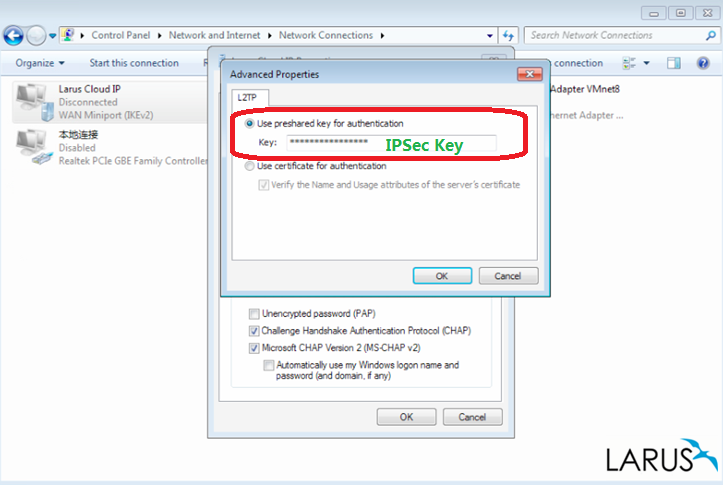 Control Panel
Network and Internet
Network Connections
Search Network Connections
Organize
Start this connection
connection
Larus Cloud IP
Disconnected
WAN Miniport (IKEv2)
本地连接
Disabled
Realtek PCIe GBE Family Controller
Adapter VMnet8
hernet Adapter ...
Advanced Properties
L2TP
Use preshared key for authentication
Key: **************** IPSec Key
Use certificate for authentication
Verify the Name and Usage attributes of the server's certificate
OK Cancel
Unencrypted password (PAP)
Challenge Handshake Authentication Protocol (CHAP)
Microsoft CHAP Version 2 (MS-CHAP v2)
Automatically use my Windows logon name and
password (and domain, if any)
OK Cancel
LARUS